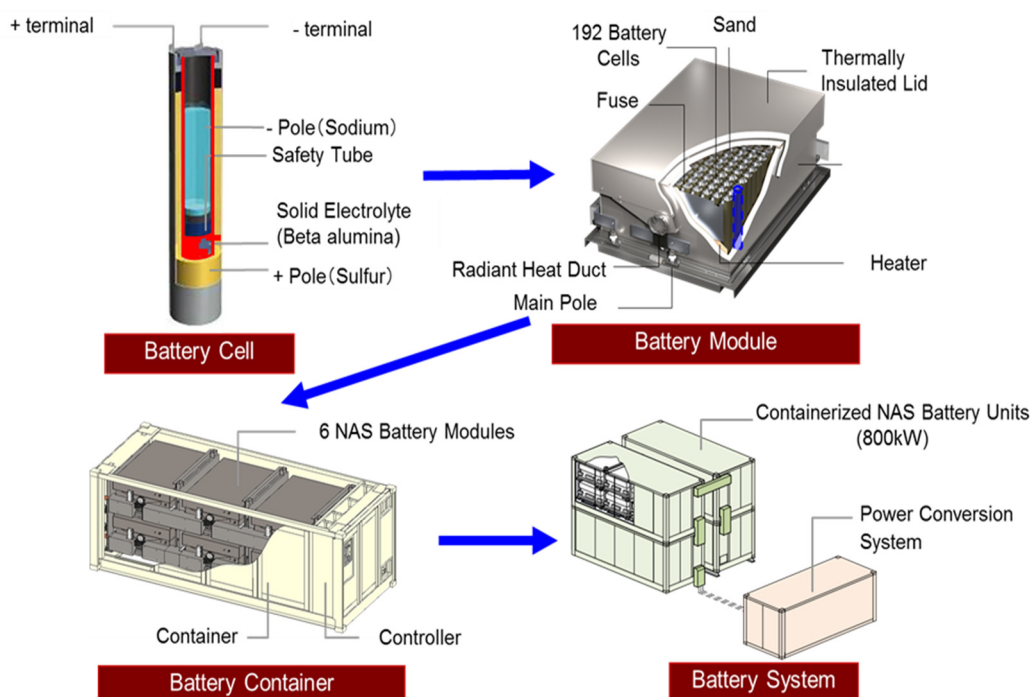 + terminal
- terminal
- Pole(Sodium)
Safety Tube
Solid Electrolyte
(Beta alumina)
+ Pole(Sulfur)
Battery Cell
192 Battery
Cells
Sand
Thermally
Insulated Lid
Fuse
Radiant Heat Duct
Heater
Main Pole
Battery Module
6 NAS Battery Modules
Container
Controller
Battery Container
Containerized NAS Battery Units
(800kW)
Power Conversion
System
Battery System